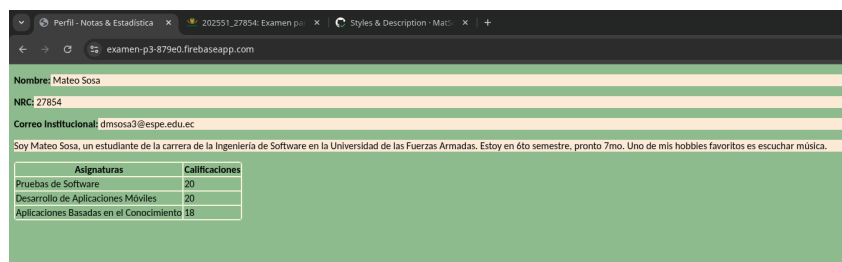 Perfil - Notas & Estadística
202551_27854: Examen pa
Styles & Description · MatS
examen-p3-879e0.firebaseapp.com
Nombre: Mateo Sosa
NRC: 27854
Correo Institucional: dmsosa3@espe.edu.ec
Soy Mateo Sosa, un estudiante de la carrera de la Ingeniería de Software en la Universidad de las Fuerzas Armadas. Estoy en 6to semestre, pronto 7mo. Uno de mis hobbies favoritos es escuchar música.
Asignaturas Calificaciones
Pruebas de Software 20
Desarrollo de Aplicaciones Móviles 20
Aplicaciones Basadas en el Conocimiento 18